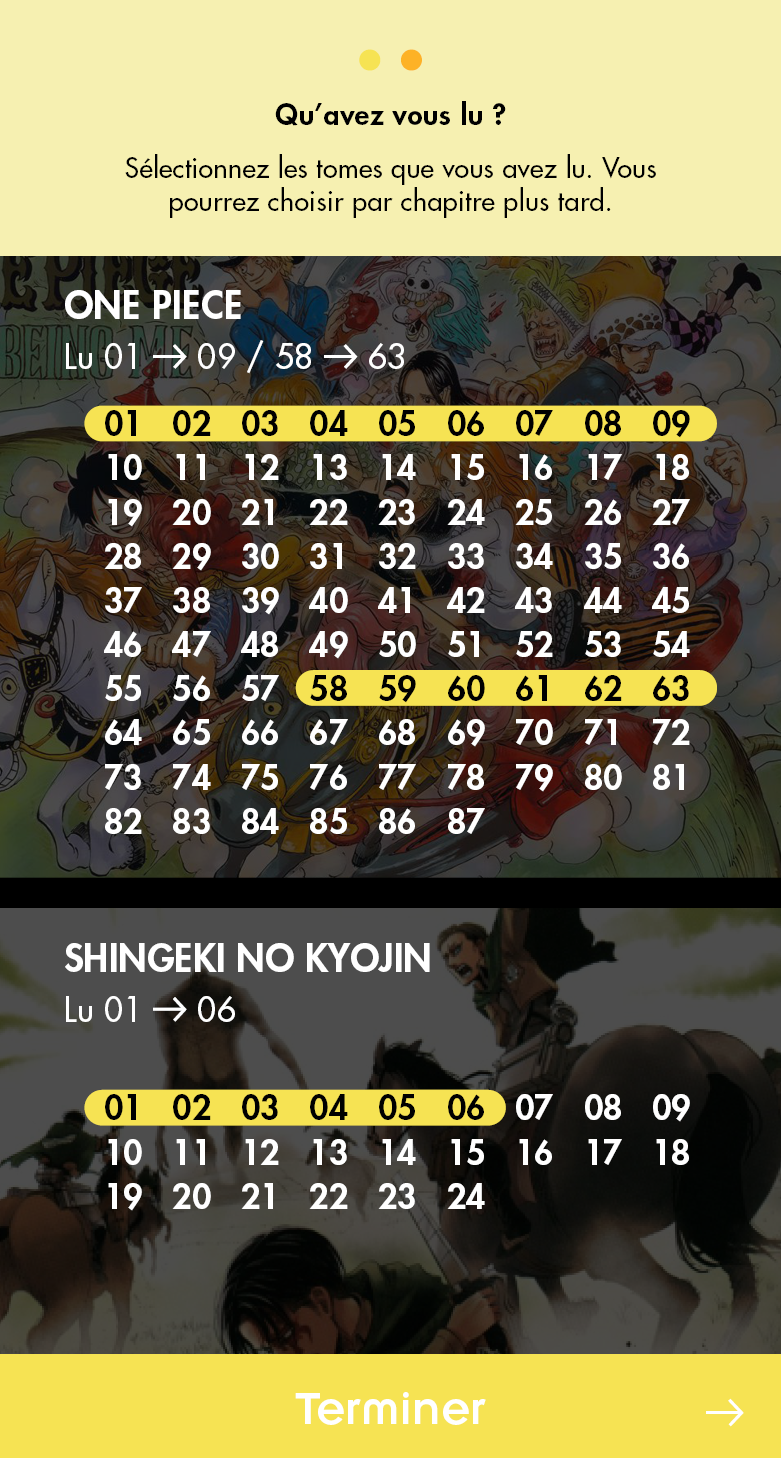 Qu’avez vous lu ?
Sélectionnez les tomes que vous avez lu. Vous
pourrez choisir par chapitre plus tard.
ONE PIECE
Lu 01 → 09 / 58 → 63
01 02 03 04 05 06 07 08 09
10 11 12 13 14 15 16 17 18
19 20 21 22 23 24 25 26 27
28 29 30 31 32 33 34 35 36
37 38 39 40 41 42 43 44 45
46 47 48 49 50 51 52 53 54
55 56 57 58 59 60 61 62 63
64 65 66 67 68 69 70 71 72
73 74 75 76 77 78 79 80 81
82 83 84 85 86 87
SHINGEKI NO KYOJIN
Lu 01 → 06
01 02 03 04 05 06 07 08 09
10 11 12 13 14 15 16 17 18
19 20 21 22 23 24
Terminer →